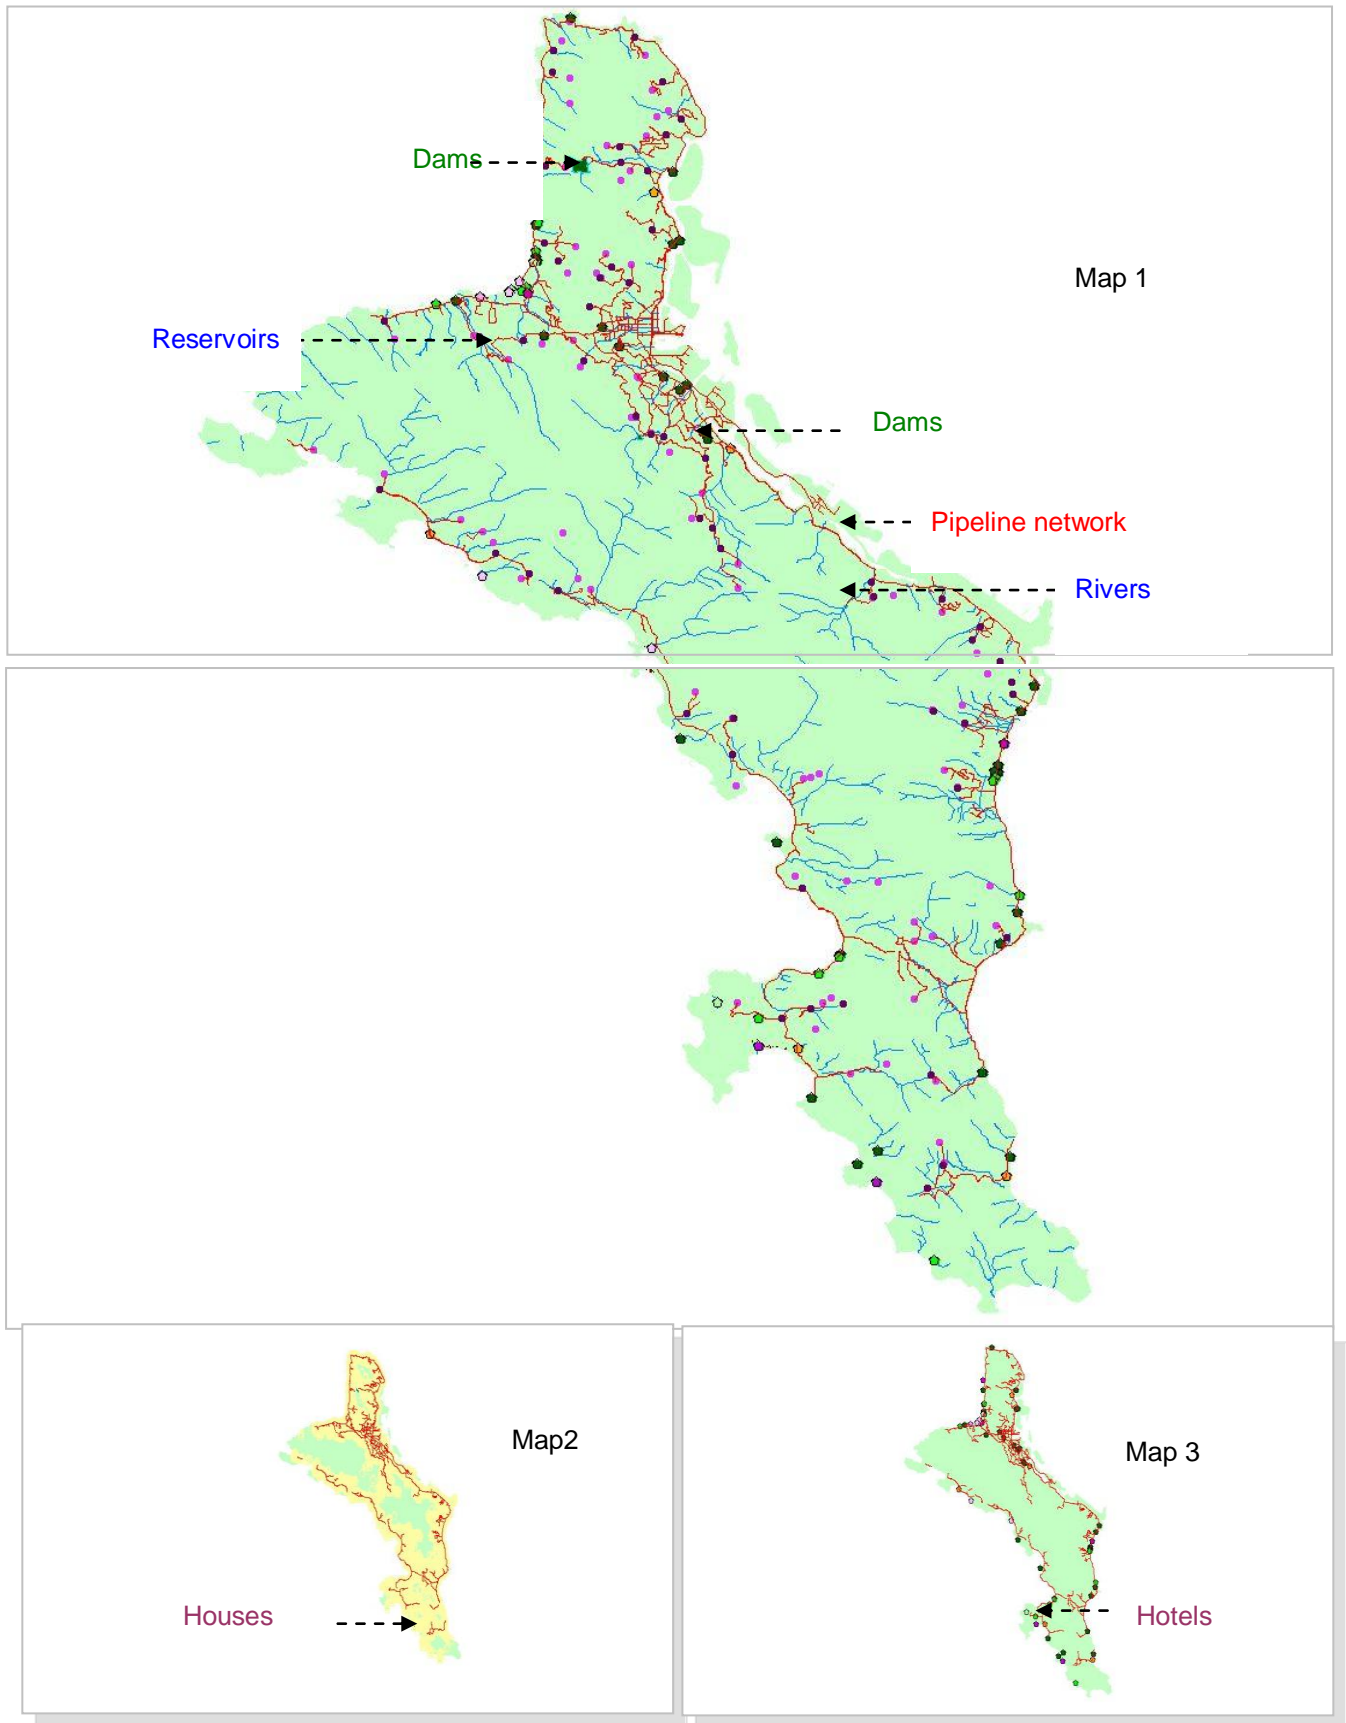 Dams
Map 1
Reservoirs
Dams
Pipeline network
Rivers
Map2
Map 3
Houses
Hotels